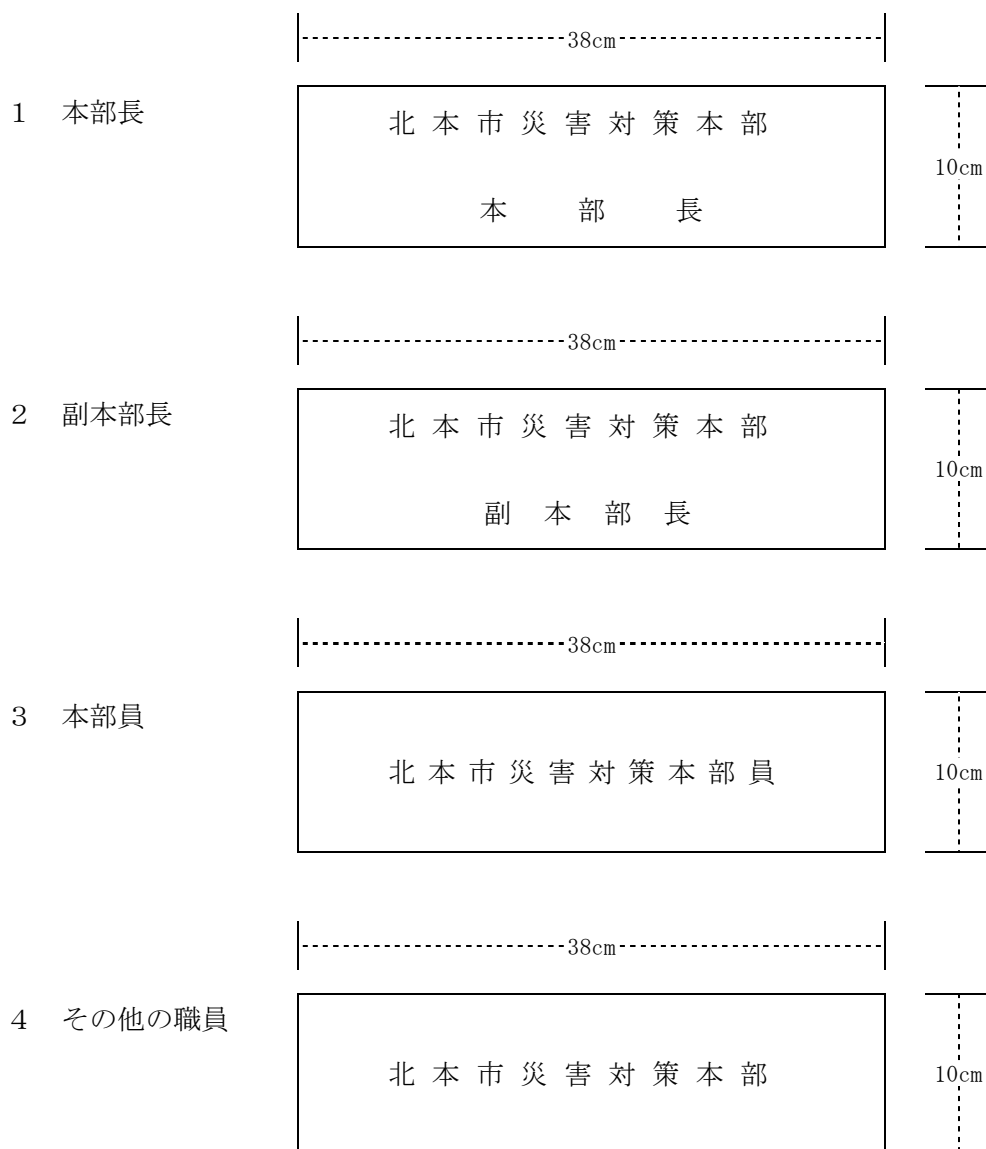 38cm
1 本部長
北本市災害対策本部
10cm
本部長
38cm
2 副本部長
北本市災害対策本部
10cm
副本部長
38cm
3 本部員
北本市災害対策本部員
10cm
38cm
4 その他の職員
北本市災害対策本部
10cm